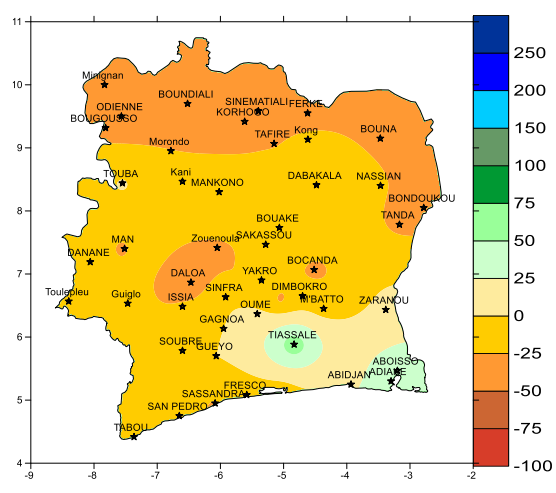 11
10
9
8
7
6
5
4
-9
-8
-7
-6
-5
-4
-3
-2
Minignan
ODIENNE
BOUNDIALI
SINEMATIALI
FERKE
BOUGOUSSO
KORHOGO
TAFIRE
Kong
BOUNA
Morondo
TOUBA
Kani
MANKONO
DABAKALA
NASSIAN
BONDOUKOU
TANDA
BOUAKE
MAN
Zouenoula
SAKASSOU
DANANE
DALOA
YAKRO
BOCANDA
Toulepleu
Guiglo
ISSIA
SINFRA
DIMBOKRO
M'BATTO
ZARANOU
OUME
GAGNOA
TIASSALE
SOUBRE
GUEYO
ABOISSO
ADIAKE
ABIDJAN
FRESCO
SASSANDRA
SAN PEDRO
TABOU
250
200
150
100
75
50
25
0
-25
-50
-75
-100